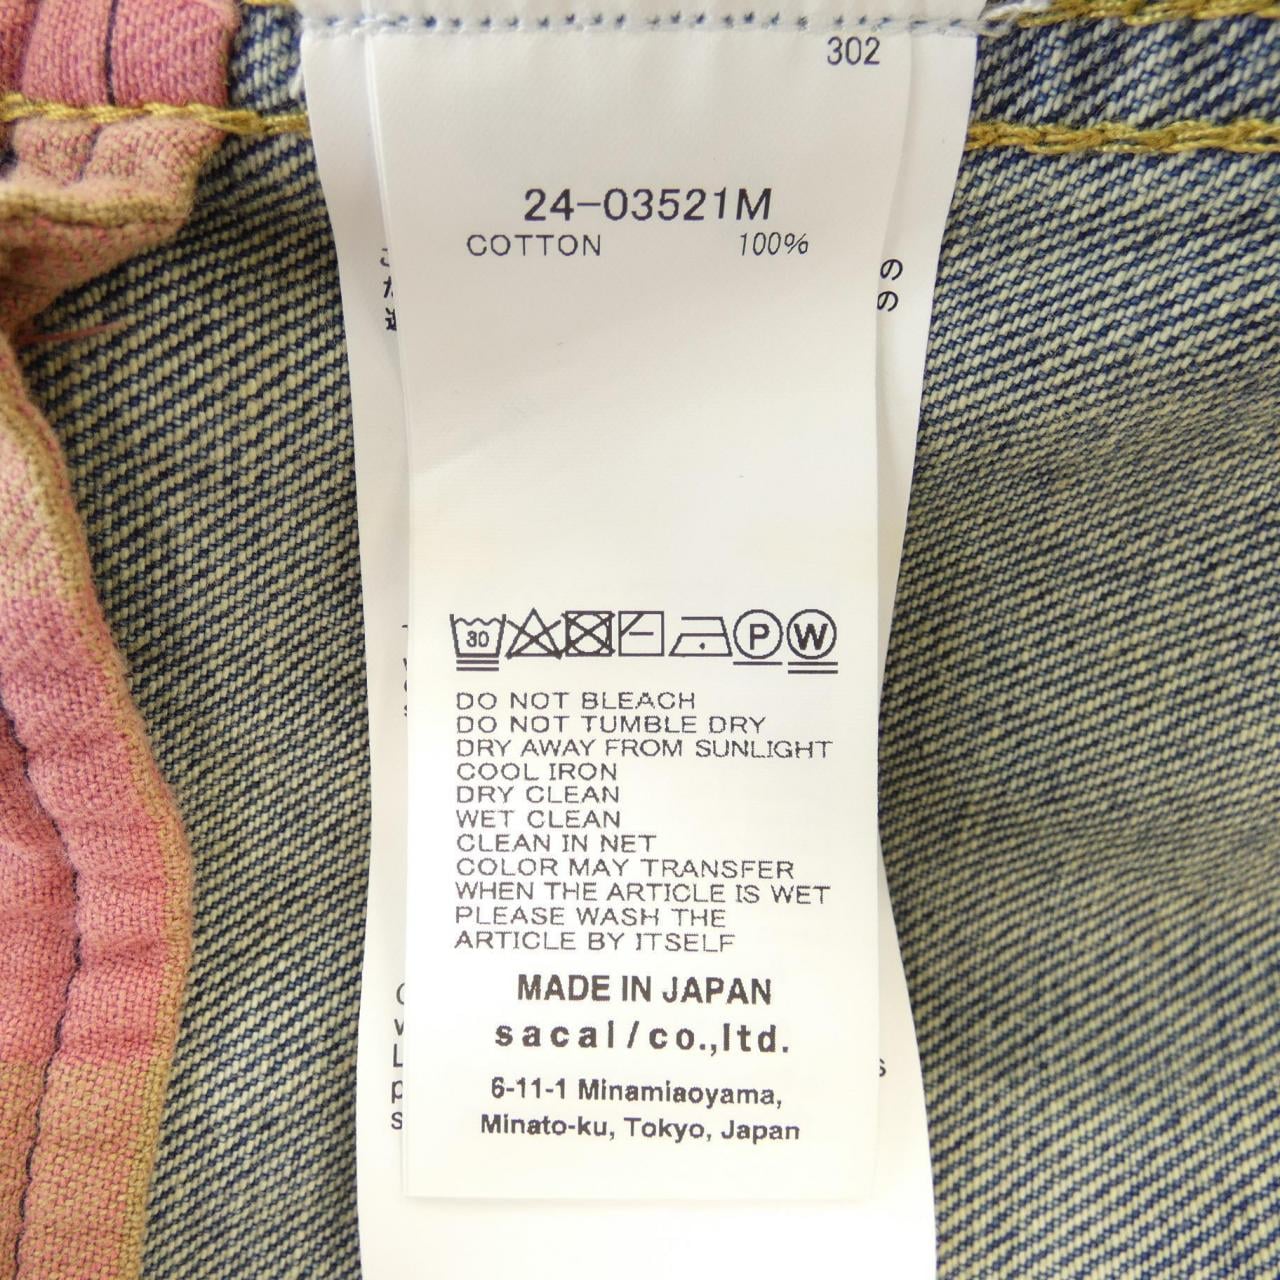 302
24-03521M
COTTON 100%
30 P W
DO NOT BLEACH
DO NOT TUMBLE DRY
DRY AWAY FROM SUNLIGHT
COOL IRON
DRY CLEAN
WET CLEAN
CLEAN IN NET
COLOR MAY TRANSFER
WHEN THE ARTICLE IS WET
PLEASE WASH THE
ARTICLE BY ITSELF
MADE IN JAPAN
sacai/co.,ltd.
6-11-1 Minamiaoyama,
Minato-ku, Tokyo, Japan